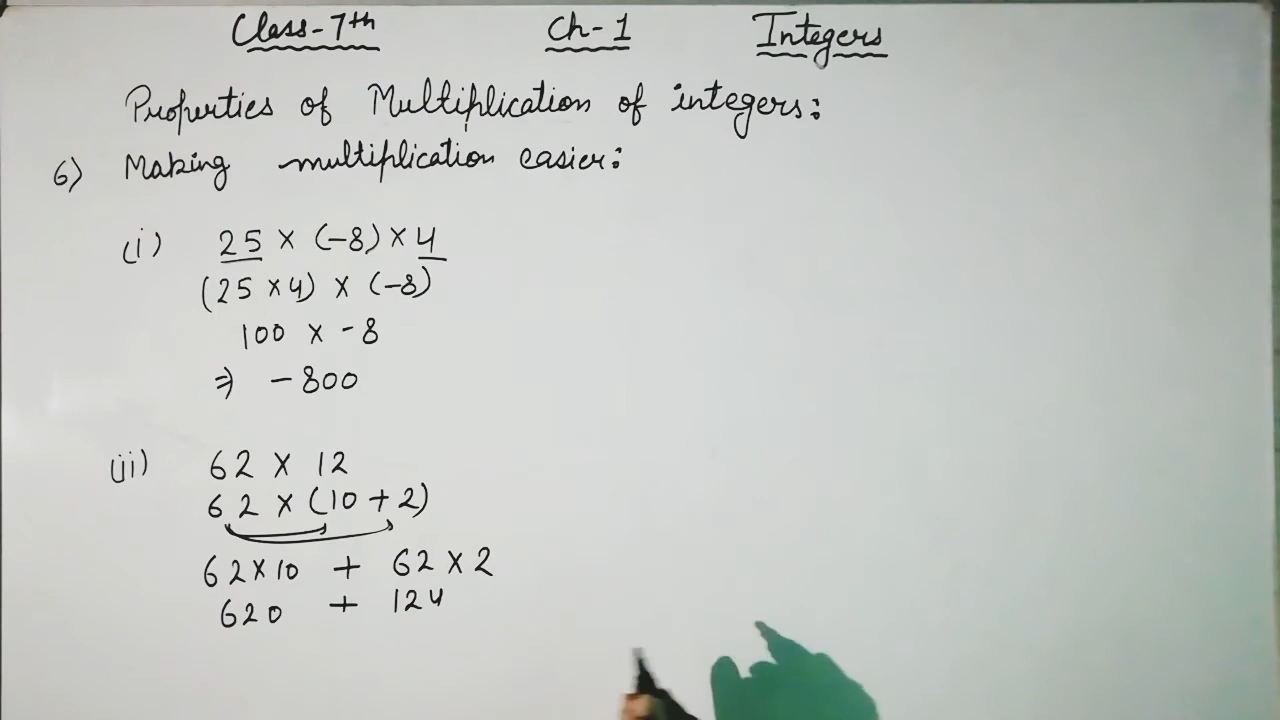 Class-7th Ch-1 Integers
Properties of Multiplication of integers:
6) Making multiplication easier:
(i) 25 × (-8) × 4
(25 × 4) × (-8)
100 × -8
⇒ -800
(ii) 62 × 12
62 × (10 + 2)
62 × 10 + 62 × 2
620 + 124